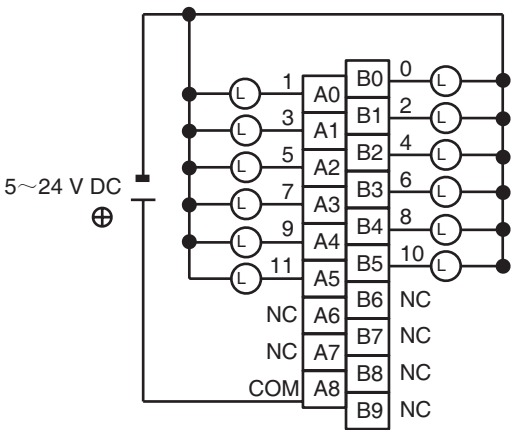 1 L A0 B0 0 L
3 L A1 B1 2 L
5 L A2 B2 4 L
7 L A3 B3 6 L
9 L A4 B4 8 L
11 L A5 B5 10 L
NC A6 B6 NC
NC A7 B7 NC
COM A8 B8 NC
B9 NC
5～24 V DC
⊕